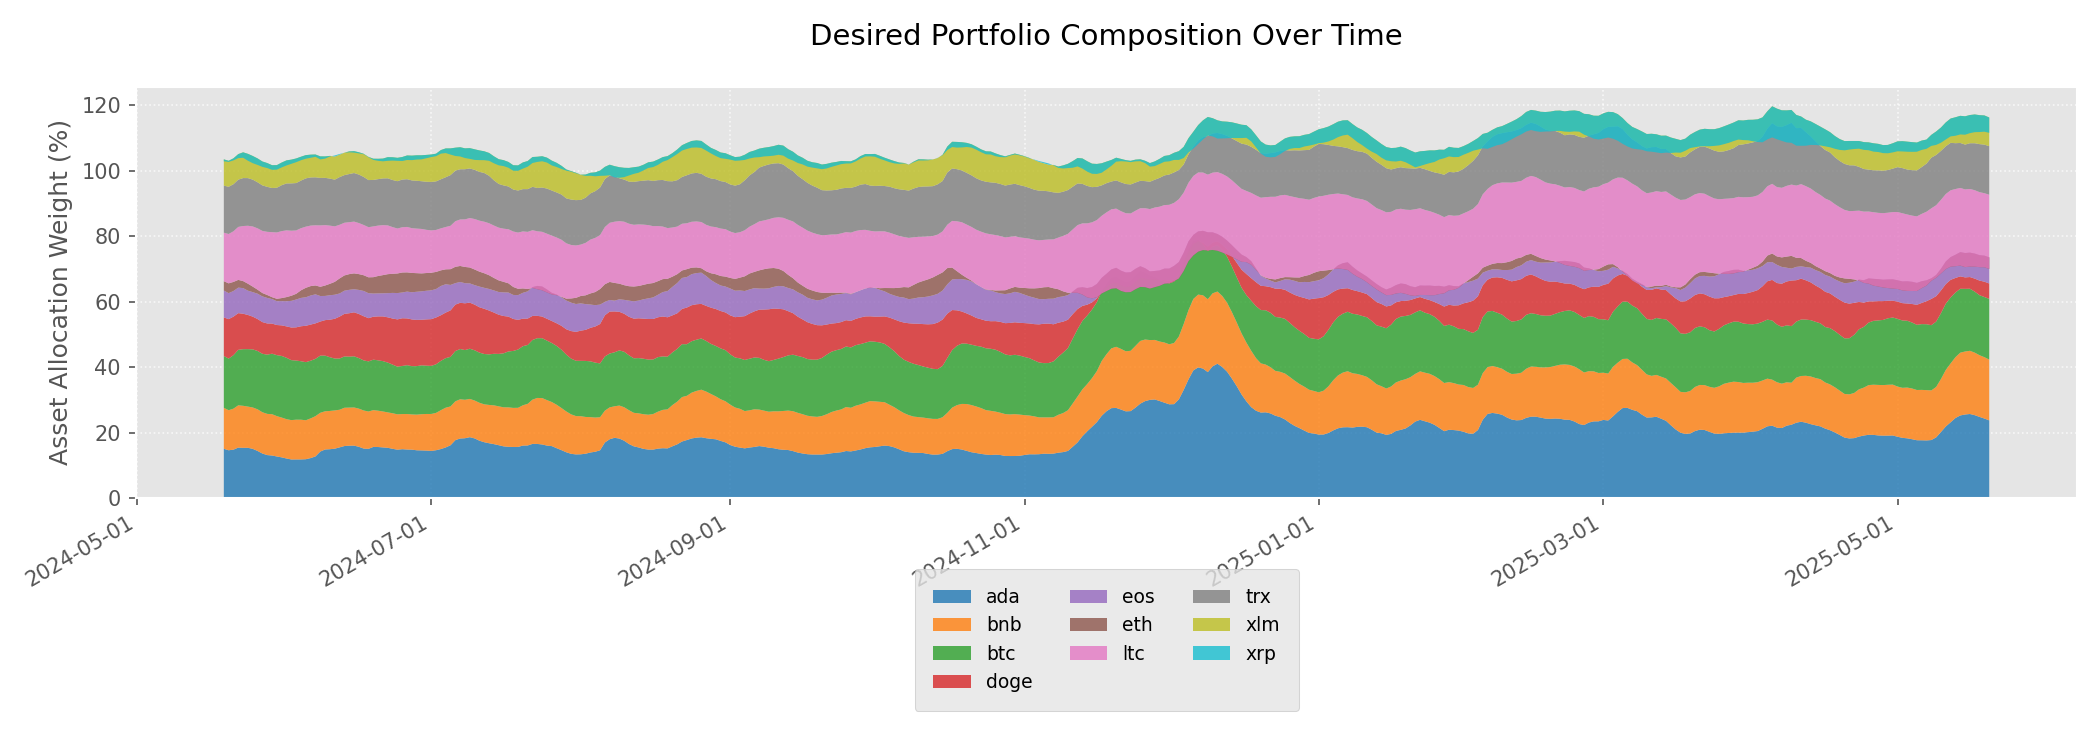 Desired Portfolio Composition Over Time
Asset Allocation Weight (%)
120
100
80
60
40
20
0
2024-05-01
2024-07-01
2024-09-01
2024-11-01
2025-01-01
2025-03-01
2025-05-01
ada
bnb
btc
doge
eos
eth
ltc
trx
xlm
xrp